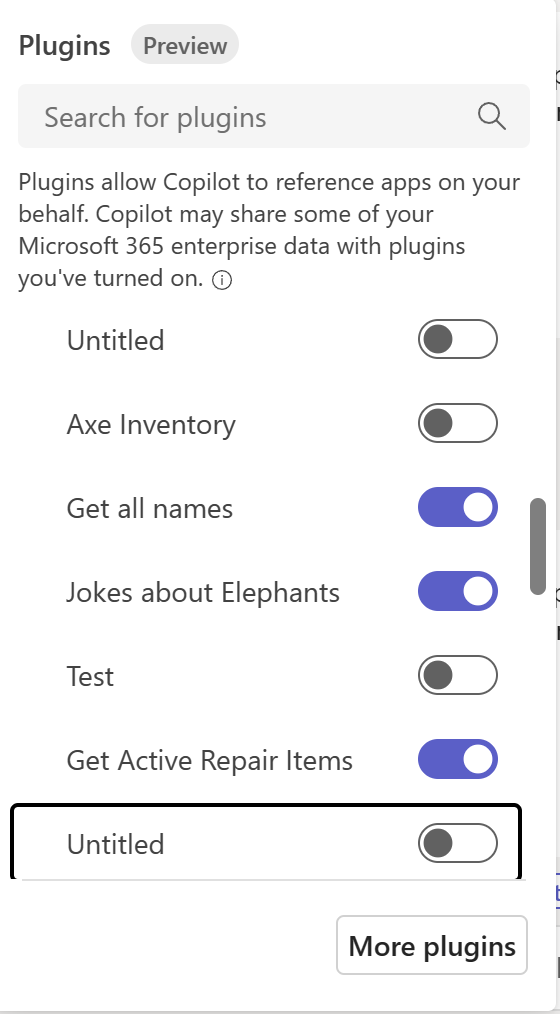 Plugins Preview
Search for plugins
Plugins allow Copilot to reference apps on your
behalf. Copilot may share some of your
Microsoft 365 enterprise data with plugins
you've turned on.
Untitled
Axe Inventory
Get all names
Jokes about Elephants
Test
Get Active Repair Items
Untitled
More plugins